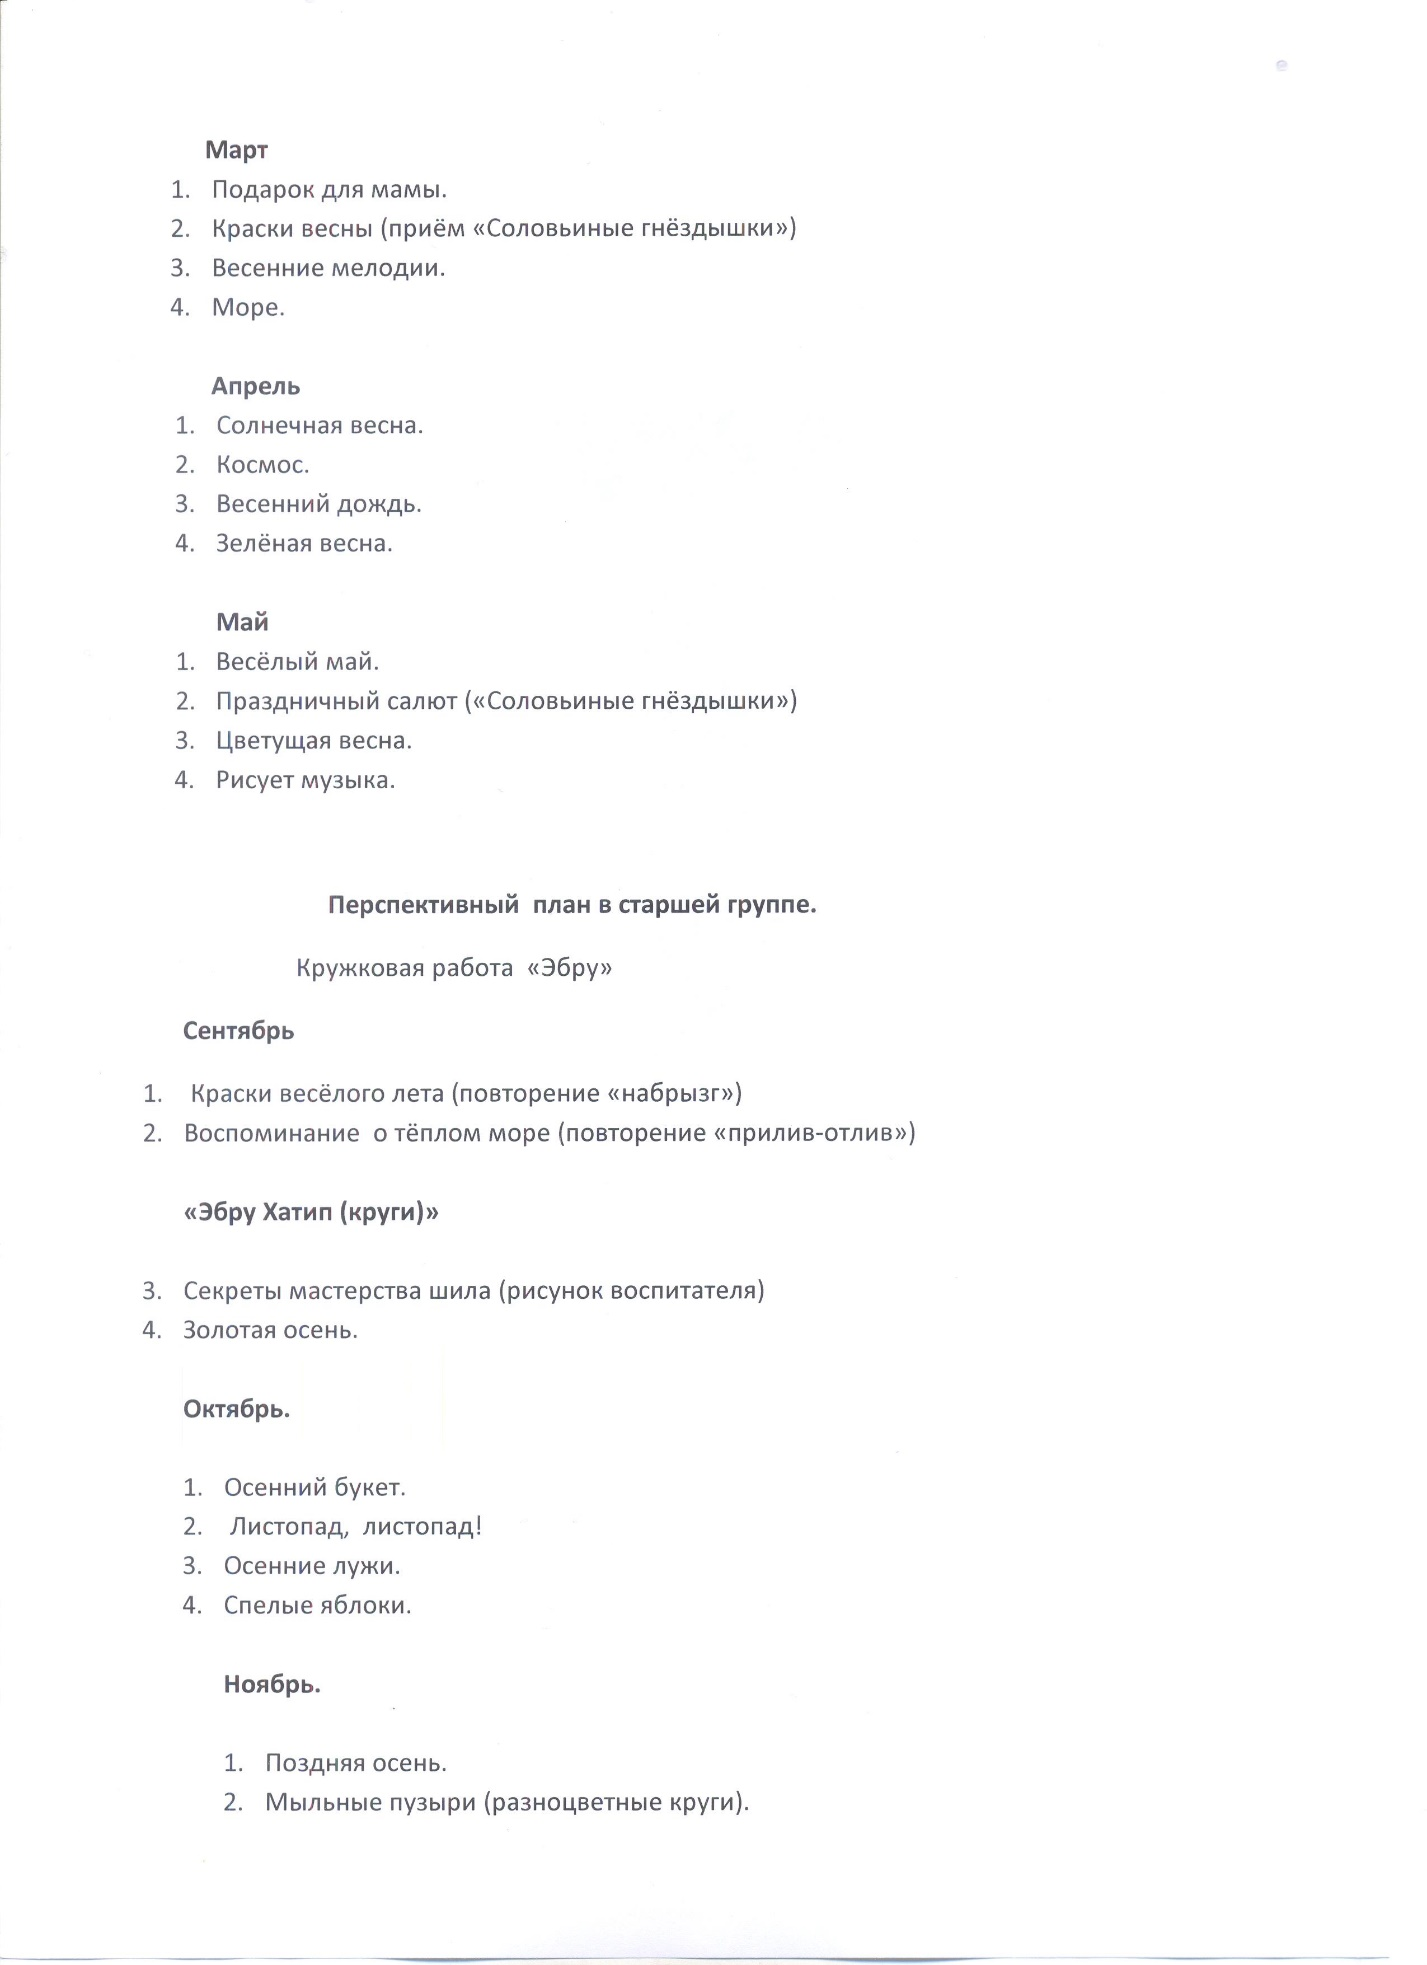 Март
1. Подарок для мамы.
2. Краски весны (приём «Соловьиные гнёздышки»)
3. Весенние мелодии.
4. Море.
Апрель
1. Солнечная весна.
2. Космос.
3. Весенний дождь.
4. Зелёная весна.
Май
1. Весёлый май.
2. Праздничный салют («Соловьиные гнёздышки»)
3. Цветущая весна.
4. Рисует музыка.
Перспективный план в старшей группе.
Кружковая работа «Эбру»
Сентябрь
1. Краски весёлого лета (повторение «набрызг»)
2. Воспоминание о тёплом море (повторение «прилив-отлив»)
«Эбру Хатип (круги)»
3. Секреты мастерства шила (рисунок воспитателя)
4. Золотая осень.
Октябрь.
1. Осенний букет.
2. Листопад, листопад!
3. Осенние лужи.
4. Спелые яблоки.
Ноябрь.
1. Поздняя осень.
2. Мыльные пузыри (разноцветные круги).